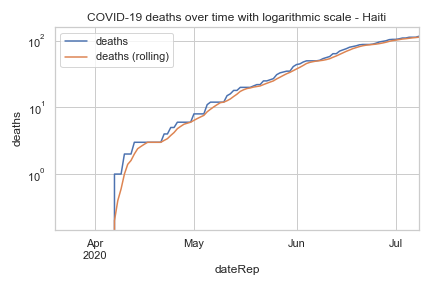 COVID-19 deaths over time with logarithmic scale - Haiti
deaths
deaths (rolling)
10²
10¹
10⁰
deaths
Apr
2020
May
Jun
Jul
dateRep